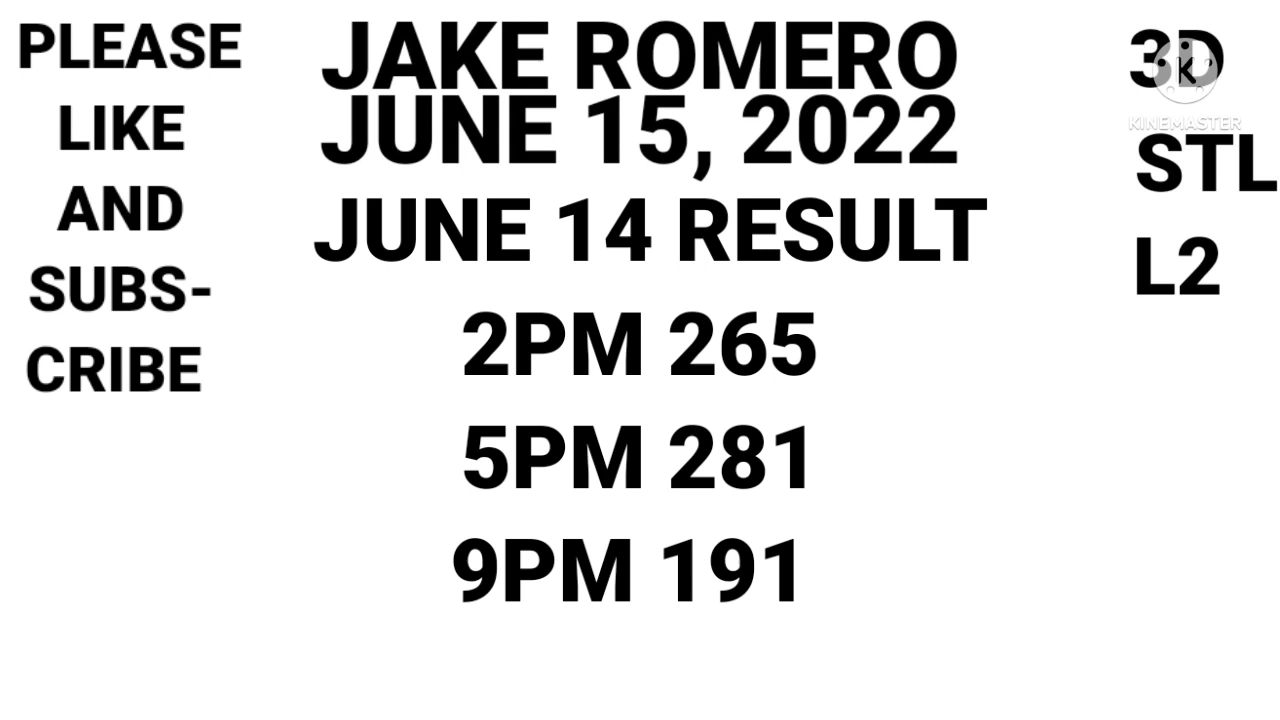 PLEASE
LIKE
AND
SUBS-
CRIBE
JAKE ROMERO
JUNE 15, 2022
JUNE 14 RESULT
2PM 265
5PM 281
9PM 191
3D
STL
L2
K
KINEMASTER